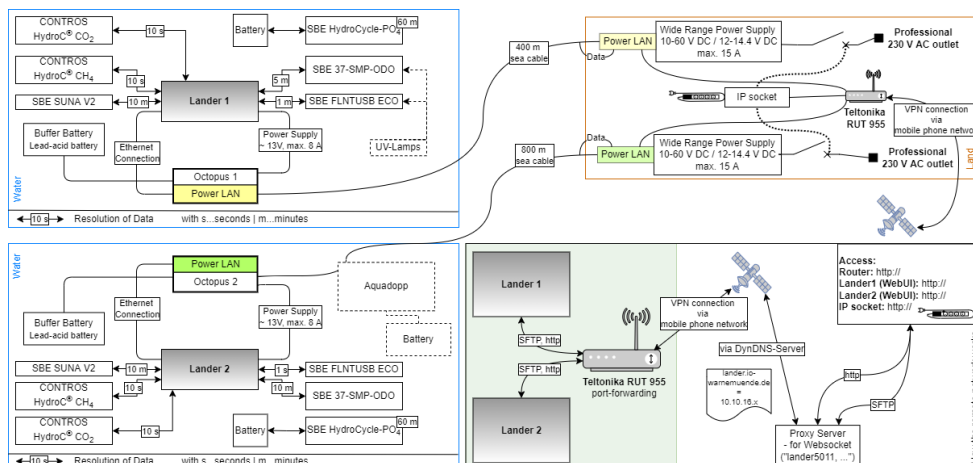 CONTROS
HydroC® CO₂
10 s
Battery
SBE HydroCycle-PO₄
60 m
CONTROS
HydroC® CH₄
10 s
SBE SUNA V2
10 m
Lander 1
5 m
SBE 37-SMP-ODO
1 m
SBE FLNTUSB ECO
UV-Lamps
Buffer Battery
Lead-acid battery
Ethernet
Connection
Power Supply
~ 13V, max. 8 A
Octopus 1
Power LAN
Water
10 s
Resolution of Data
with s...seconds | m...minutes
400 m
sea cable
Data
Power LAN
Wide Range Power Supply
10-60 V DC / 12-14.4 V DC
max. 15 A
Professional
230 V AC outlet
IP socket
Teltonika
RUT 955
VPN connection
via
mobile phone network
800 m
sea cable
Data
Power LAN
Wide Range Power Supply
10-60 V DC / 12-14.4 V DC
max. 15 A
Professional
230 V AC outlet
Land
Water
Power LAN
Octopus 2
Ethernet
Connection
Power Supply
~ 13V, max. 8 A
Buffer Battery
Lead-acid battery
Aquadopp
Battery
SBE SUNA V2
10 m
CONTROS
HydroC® CH₄
10 s
Lander 2
1 s
SBE FLNTUSB ECO
10 m
SBE 37-SMP-ODO
CONTROS
HydroC® CO₂
10 s
Battery
SBE HydroCycle-PO₄
60 m
10 s
Resolution of Data
with s...seconds | m...minutes
Lander 1
SFTP, http
SFTP, http
Lander 2
Teltonika RUT 955
port-forwarding
VPN connection
via
mobile phone network
via DynDNS-Server
lander.io-
warnemuende.de
=
10.10.16.x
Access:
Router: http://
Lander1 (WebUI): http://
Lander2 (WebUI): http://
IP socket: http://
http
SFTP
Proxy Server
- for Websocket
("lander5011, ...")